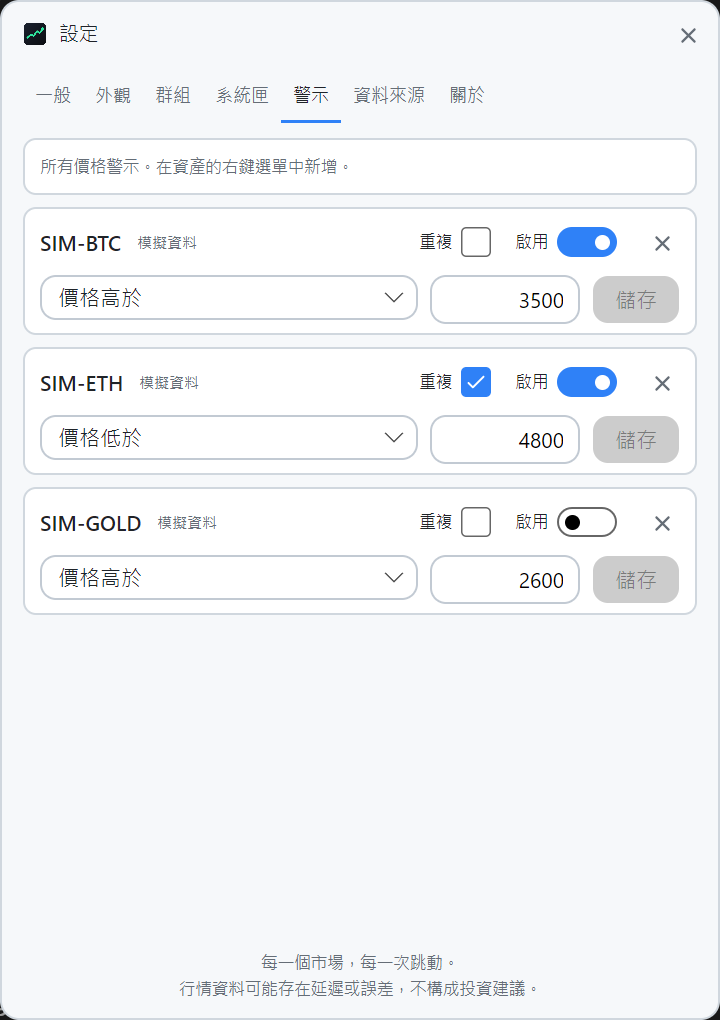 設定
一般 外觀 群組 系統匣 警示 資料來源 關於
所有價格警示。在資產的右鍵選單中新增。
SIM-BTC 模擬資料 重複 啟用
價格高於 3500 儲存
SIM-ETH 模擬資料 重複 啟用
價格低於 4800 儲存
SIM-GOLD 模擬資料 重複 啟用
價格高於 2600 儲存
每一個市場，每一次跳動。
行情資料可能存在延遲或誤差，不構成投資建議。